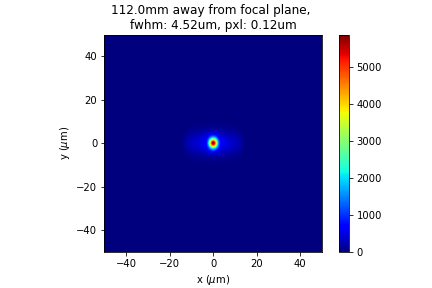 112.0mm away from focal plane,
fwhm: 4.52um, pxl: 0.12um
40
20
0
−20
−40
y (μm)
−40 −20 0 20 40
x (μm)
5000
4000
3000
2000
1000
0